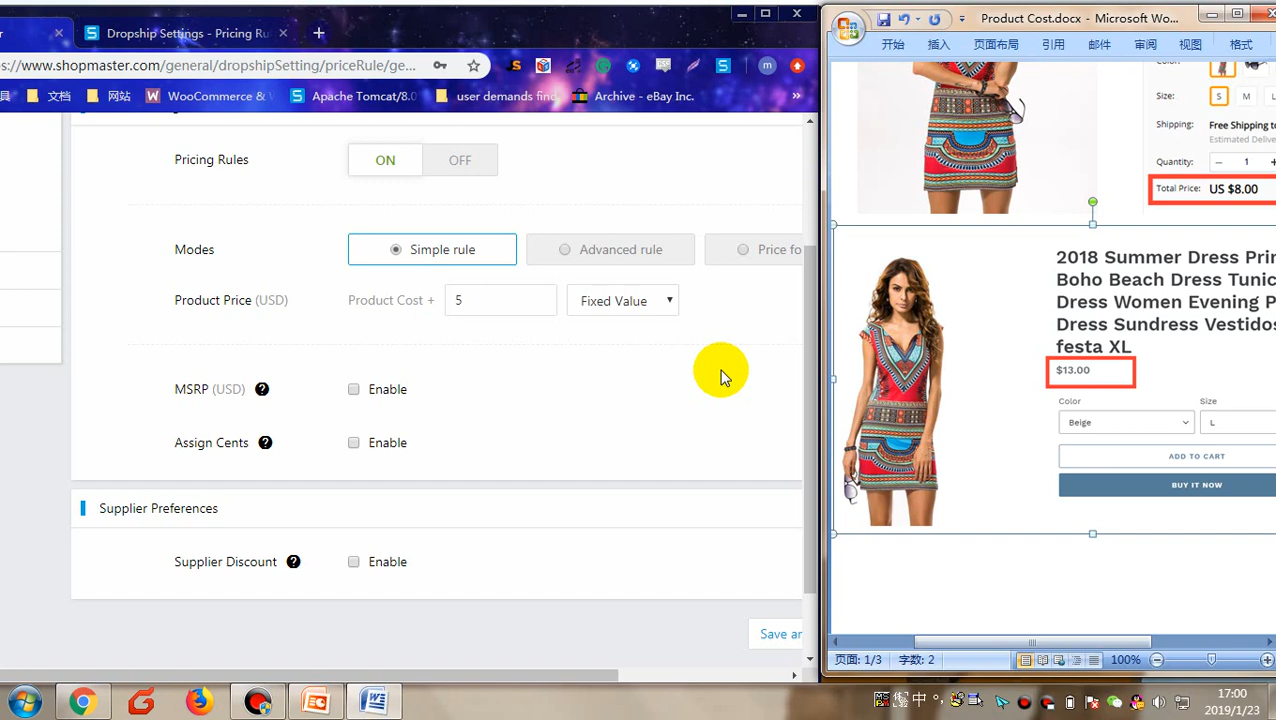 r
Dropship Settings - Pricing Ru
s://www.shopmaster.com/general/dropshipSetting/priceRule/ge...
具
文档
网站
WooCommerce &
Apache Tomcat/8.0
user demands find
Archive - eBay Inc.
»
Pricing Rules
ON
OFF
Modes
Simple rule
Advanced rule
Price fo
Product Price (USD)
Product Cost +
5
Fixed Value
MSRP (USD)
Enable
Assign Cents
Enable
Supplier Preferences
Supplier Discount
Enable
Save an
Product Cost.docx - Microsoft Wo...
开始
插入
页面布局
引用
邮件
审阅
视图
格式
Size:
S
M
L
Shipping:
Free Shipping to
Estimated Delive
Quantity:
1
Total Price:
US $8.00
2018 Summer Dress Prin
Boho Beach Dress Tunic
Dress Women Evening P
Dress Sundress Vestidos
festa XL
$13.00
Color
Size
Beige
L
ADD TO CART
BUY IT NOW
页面: 1/3
字数: 2
100%
中
17:00
2019/1/23